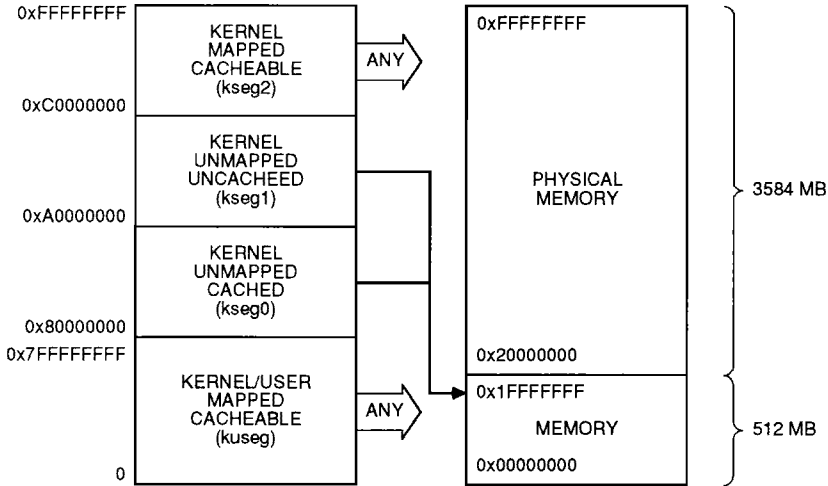 0xFFFFFFFF
KERNEL
MAPPED
CACHEABLE
(kseg2)
ANY
0xC0000000
KERNEL
UNMAPPED
UNCACHEED
(kseg1)
0xA0000000
KERNEL
UNMAPPED
CACHED
(kseg0)
0x80000000
0x7FFFFFFFF
KERNEL/USER
MAPPED
CACHEABLE
(kuseg)
ANY
0
0xFFFFFFFF
PHYSICAL
MEMORY
3584 MB
0x20000000
0x1FFFFFFF
MEMORY
512 MB
0x00000000